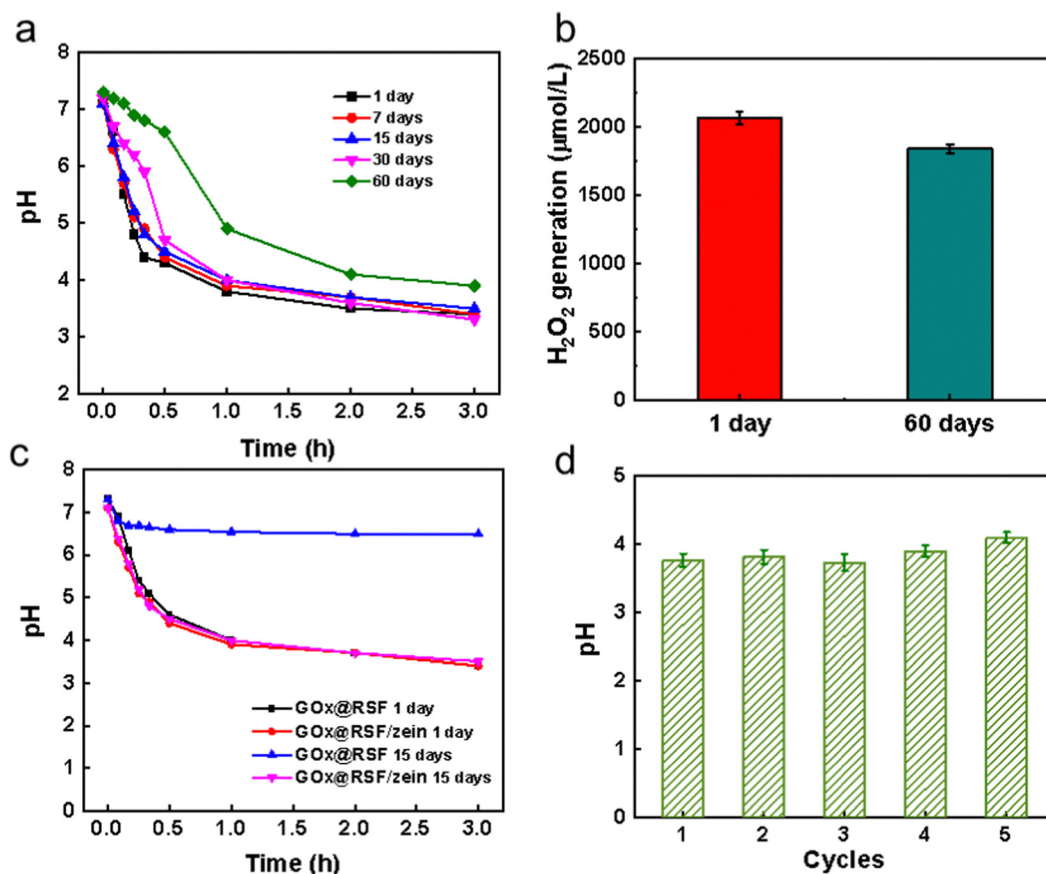 a
8
7
6
5
4
3
2
pH
0.0 0.5 1.0 1.5 2.0 2.5 3.0
Time (h)
1 day
7 days
15 days
30 days
60 days
b
2500
2000
1500
1000
500
0
H₂O₂ generation (μmol/L)
1 day 60 days
c
8
7
6
5
4
3
2
1
0
pH
GOx@RSF 1 day
GOx@RSF/zein 1 day
GOx@RSF 15 days
GOx@RSF/zein 15 days
0.0 0.5 1.0 1.5 2.0 2.5 3.0
Time (h)
d
5
4
3
2
1
0
pH
1 2 3 4 5
Cycles